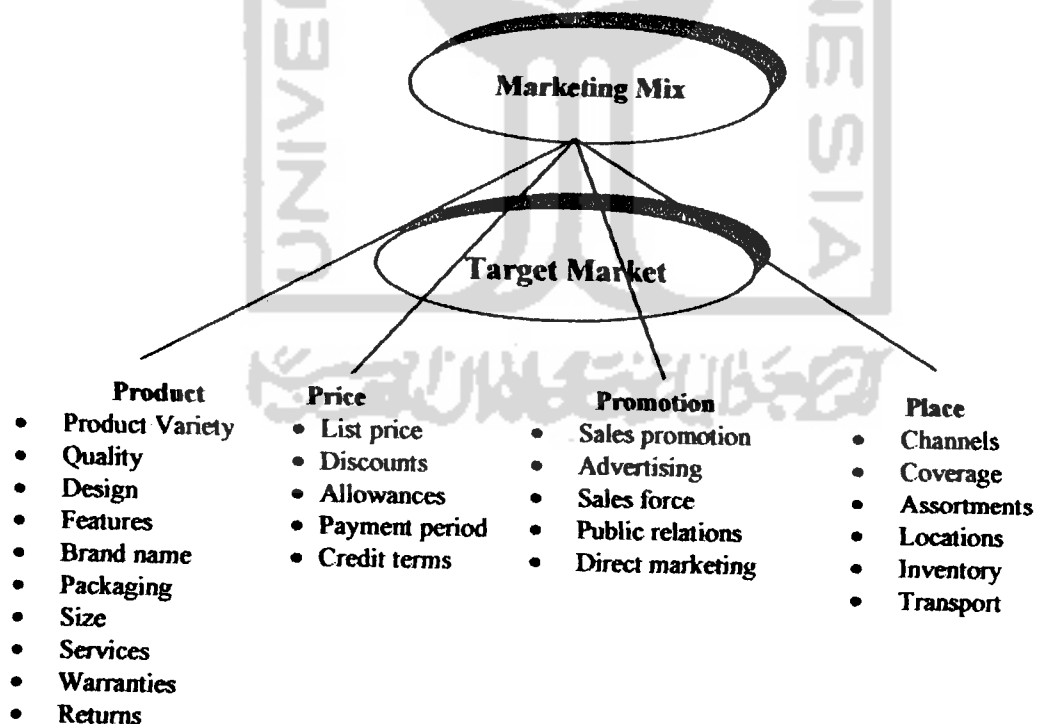 Marketing Mix
Target Market
Product
• Product Variety
• Quality
• Design
• Features
• Brand name
• Packaging
• Size
• Services
• Warranties
• Returns
Price
• List price
• Discounts
• Allowances
• Payment period
• Credit terms
Promotion
• Sales promotion
• Advertising
• Sales force
• Public relations
• Direct marketing
Place
• Channels
• Coverage
• Assortments
• Locations
• Inventory
• Transport